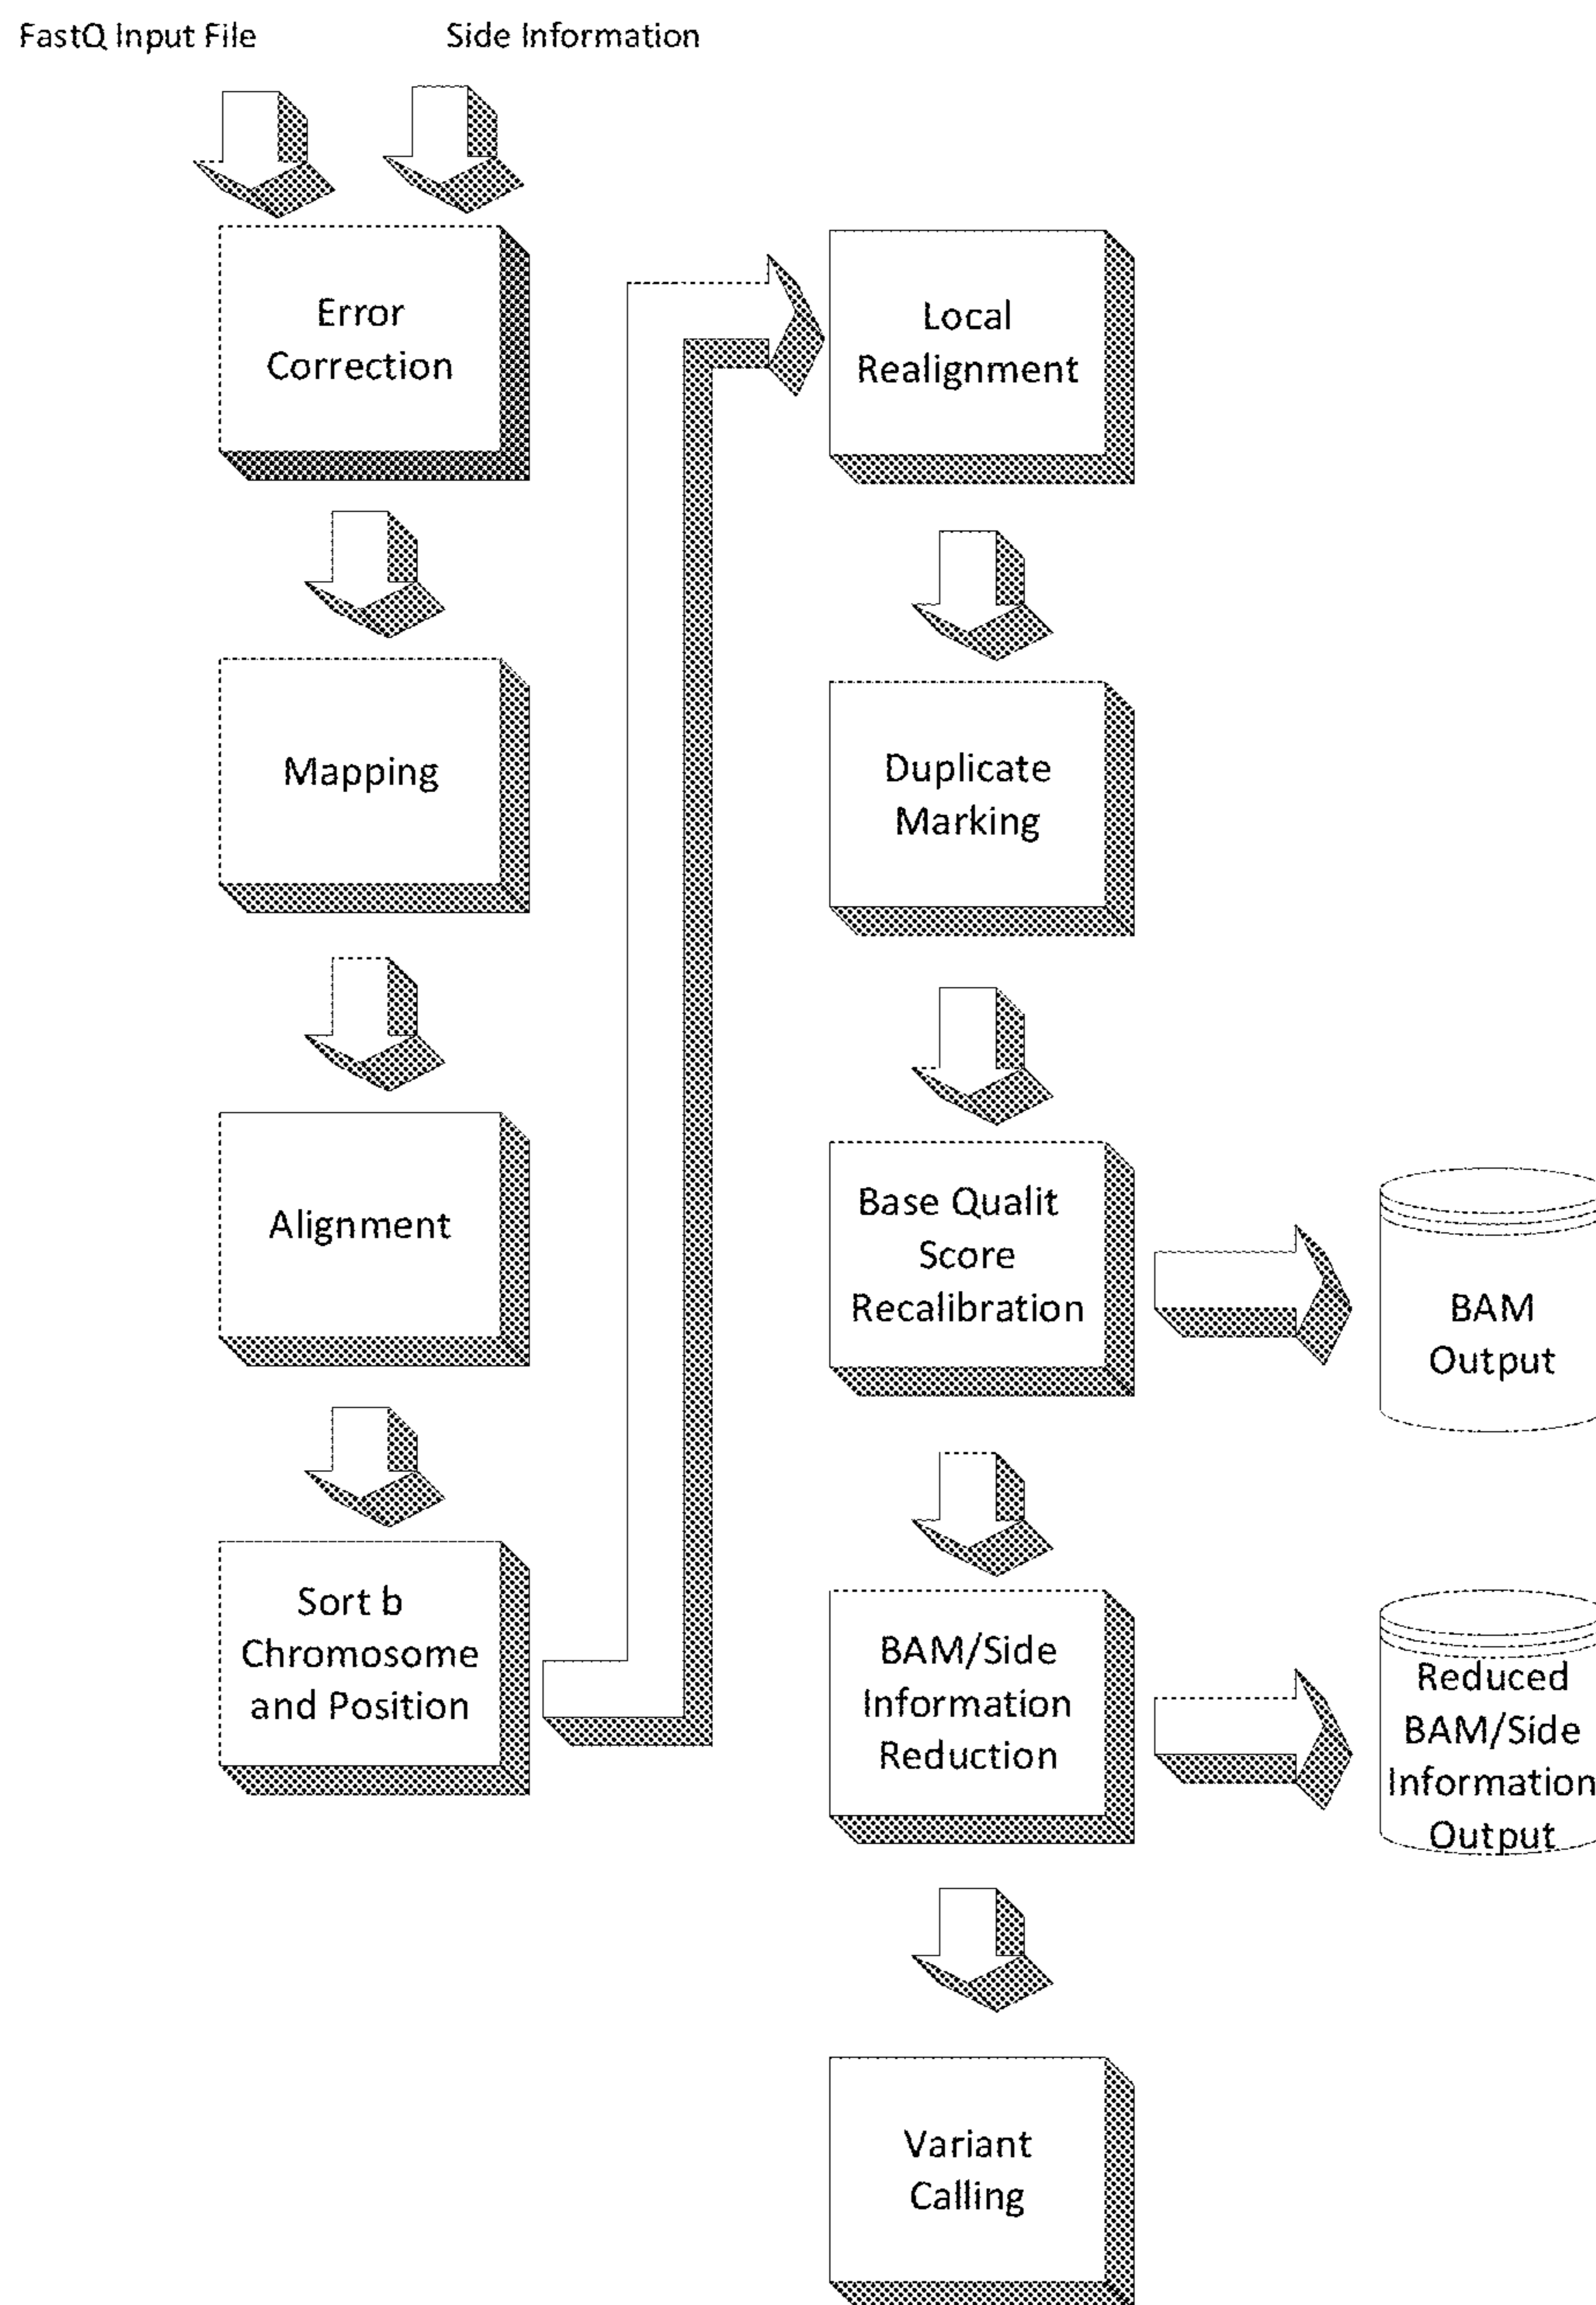 FastQ Input File
Side Information
Error
Correction
Mapping
Alignment
Sort b
Chromosome
and Position
Local
Realignment
Duplicate
Marking
Base Qualit
Score
Recalibration
BAM
Output
BAM/Side
Information
Reduction
Reduced
BAM/Side
Information
Output
Variant
Calling